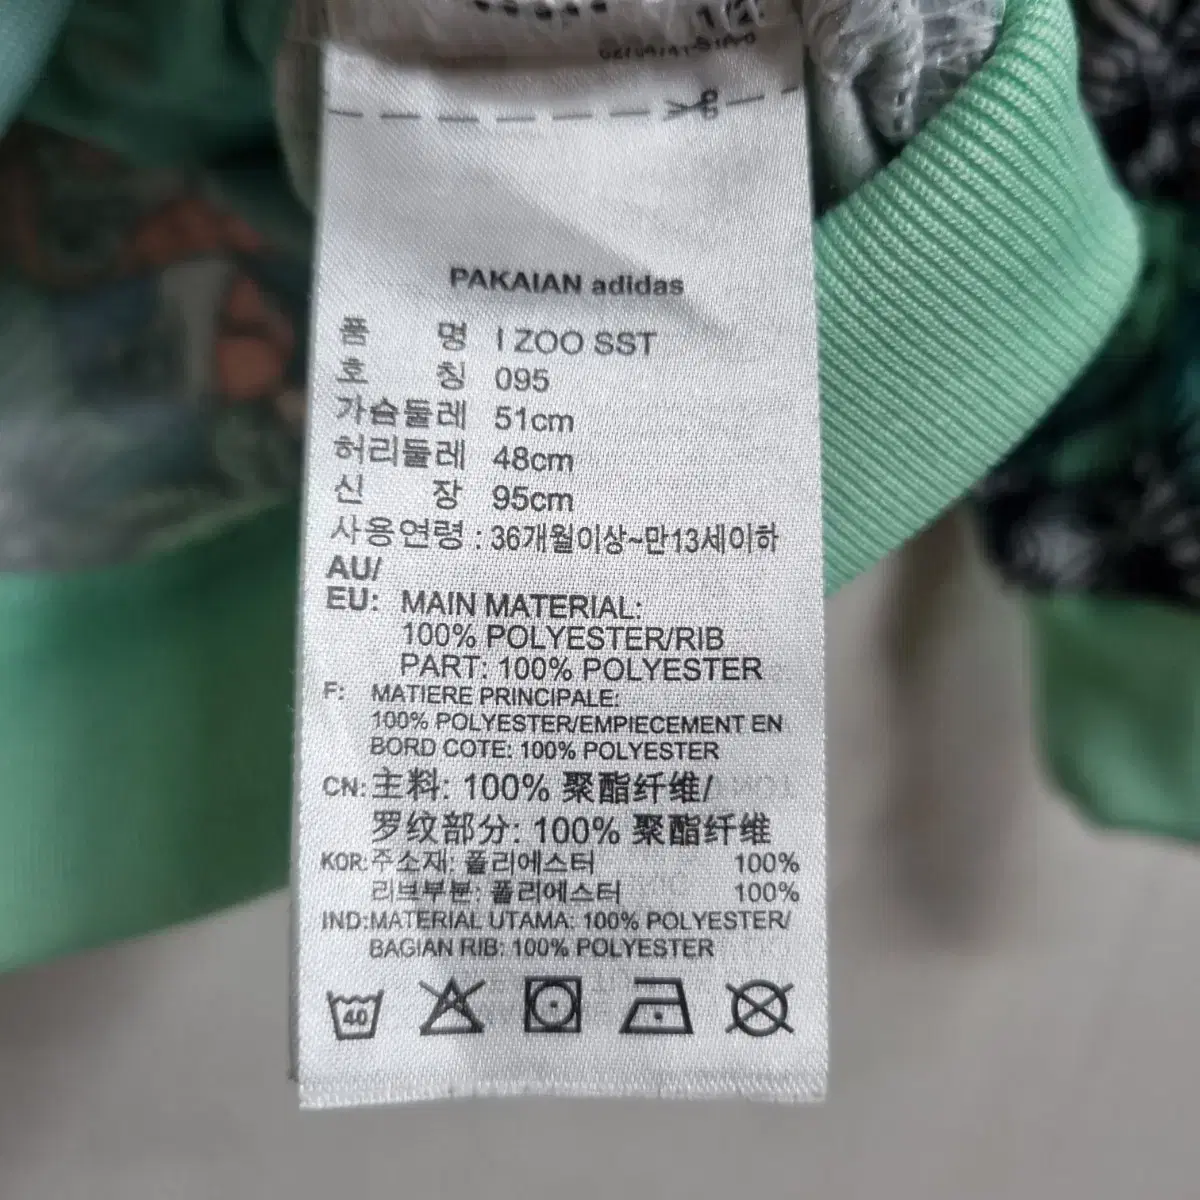 PAKAIAN adidas
품 명 I ZOO SST
호 칭 095
가슴둘레 51cm
허리둘레 48cm
신 장 95cm
사용연령 : 36개월이상~만13세이하
AU/
EU: MAIN MATERIAL:
100% POLYESTER/RIB
PART: 100% POLYESTER
F: MATIERE PRINCIPALE:
100% POLYESTER/EMPIECEMENT EN
BORD COTE: 100% POLYESTER
CN: 主料: 100% 聚酯纤维/
罗纹部分: 100% 聚酯纤维
KOR: 주소재: 폴리에스터 100%
리브부분: 폴리에스터 100%
IND: MATERIAL UTAMA: 100% POLYESTER/
BAGIAN RIB: 100% POLYESTER
40